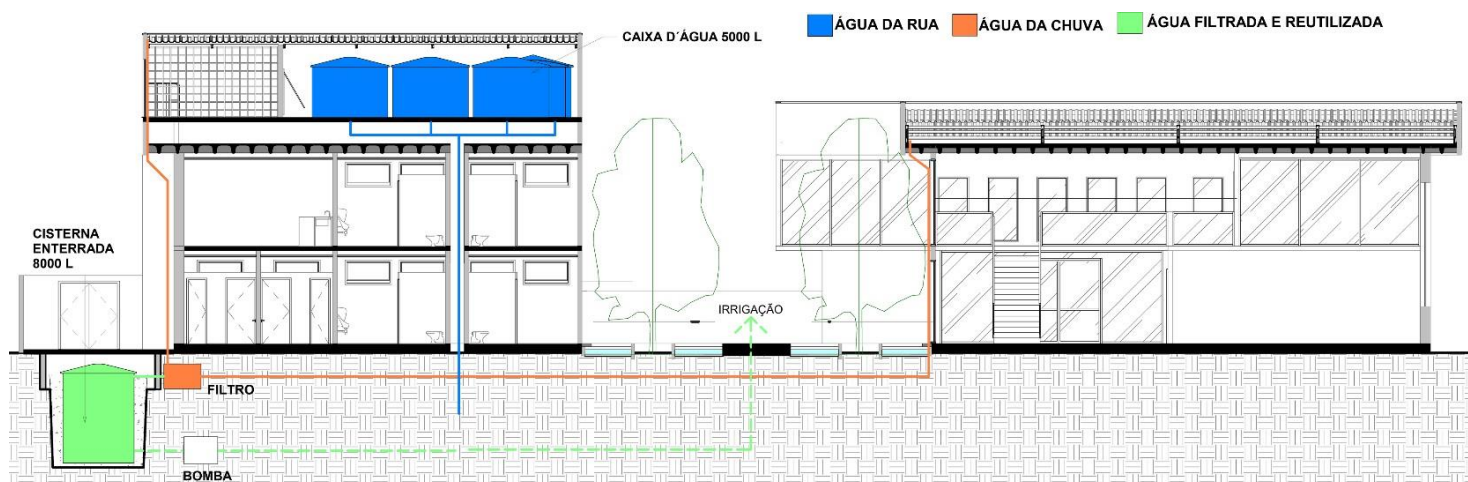 ÁGUA DA RUA
ÁGUA DA CHUVA
ÁGUA FILTRADA E REUTILIZADA
CAIXA D´ÁGUA 5000 L
CISTERNA
ENTERRADA
8000 L
IRRIGAÇÃO
FILTRO
BOMBA